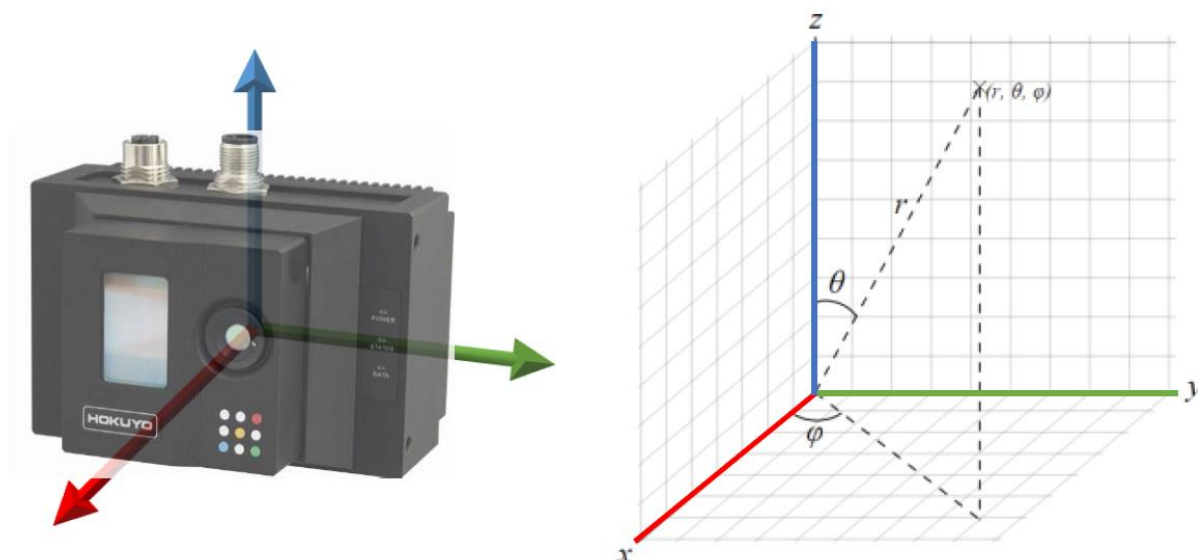 POWER
STATUS
DATA
HOKUYO
z
(r, θ, φ)
r
θ
y
φ
x